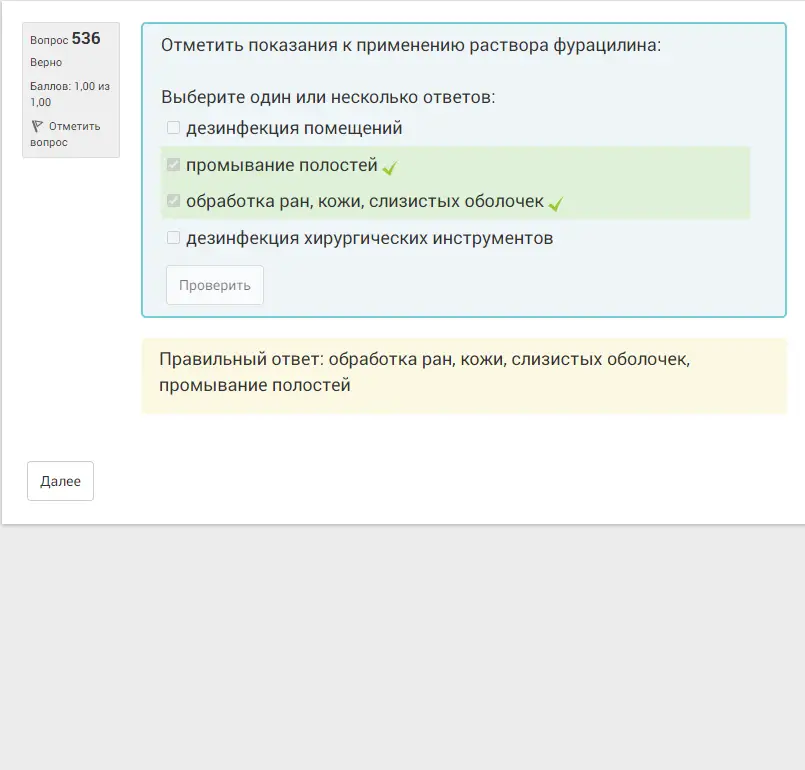 Вопрос 536
Верно
Баллов: 1,00 из
1,00
Отметить
вопрос
Отметить показания к применению раствора фурацилина:
Выберите один или несколько ответов:
дезинфекция помещений
промывание полостей
обработка ран, кожи, слизистых оболочек
дезинфекция хирургических инструментов
Проверить
Правильный ответ: обработка ран, кожи, слизистых оболочек,
промывание полостей
Далее